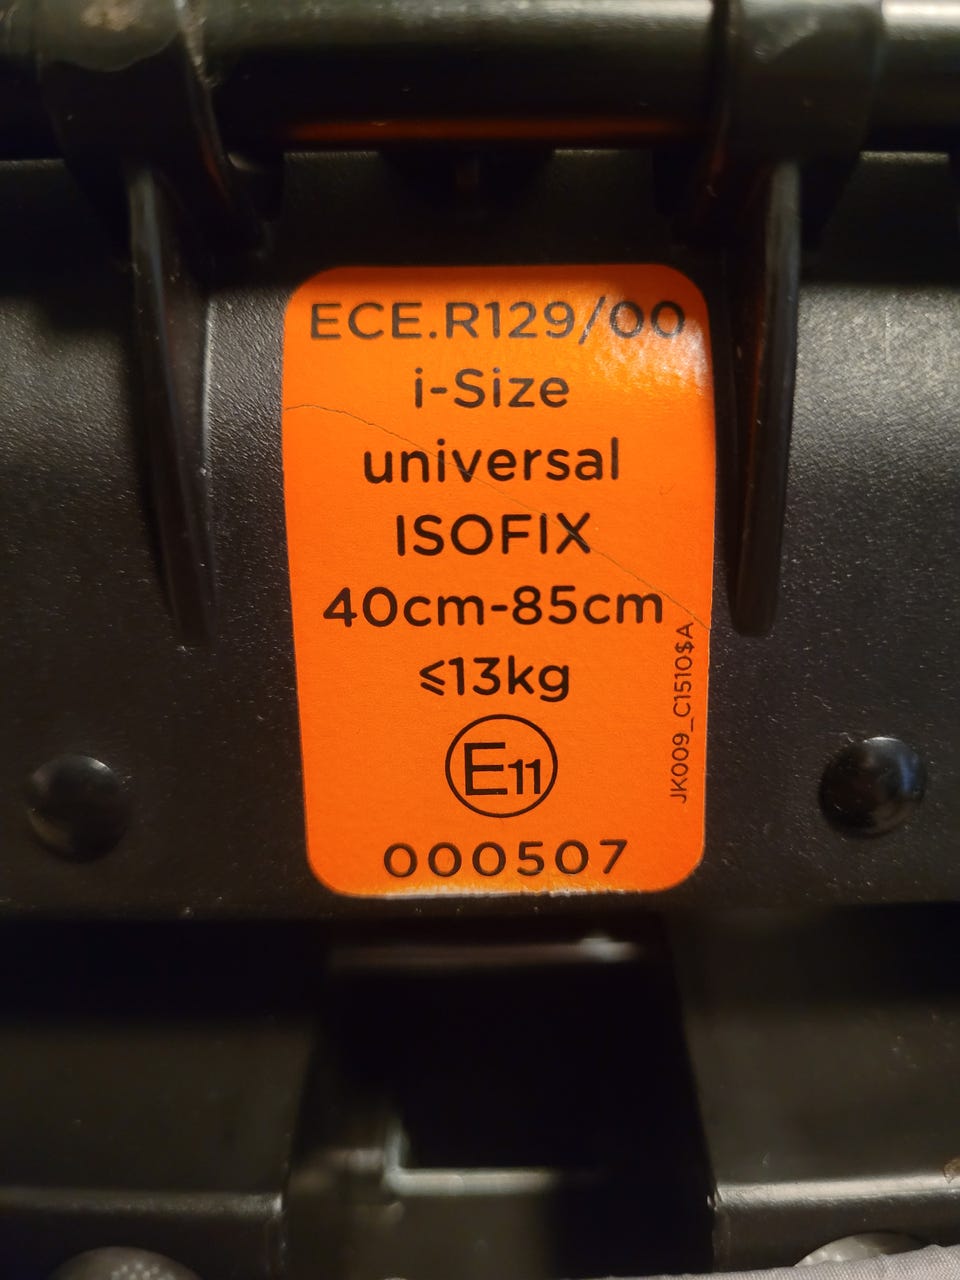 ECE.R129/00
i-Size
universal
ISOFIX
40cm-85cm
≤13kg
E11
000507
JK009_C1510$A